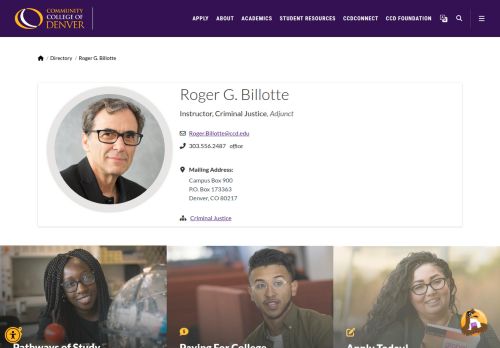 COMMUNITY
COLLEGE OF
DENVER
APPLY ABOUT ACADEMICS STUDENT RESOURCES CCDCONNECT CCD FOUNDATION
/ Directory / Roger G. Billotte
Roger G. Billotte
Instructor, Criminal Justice, Adjunct
Roger.Billotte@ccd.edu
303.556.2487 office
Mailing Address:
Campus Box 900
P.O. Box 173363
Denver, CO 80217
Criminal Justice
Pathways of Study
Paying For College
Apply Today!